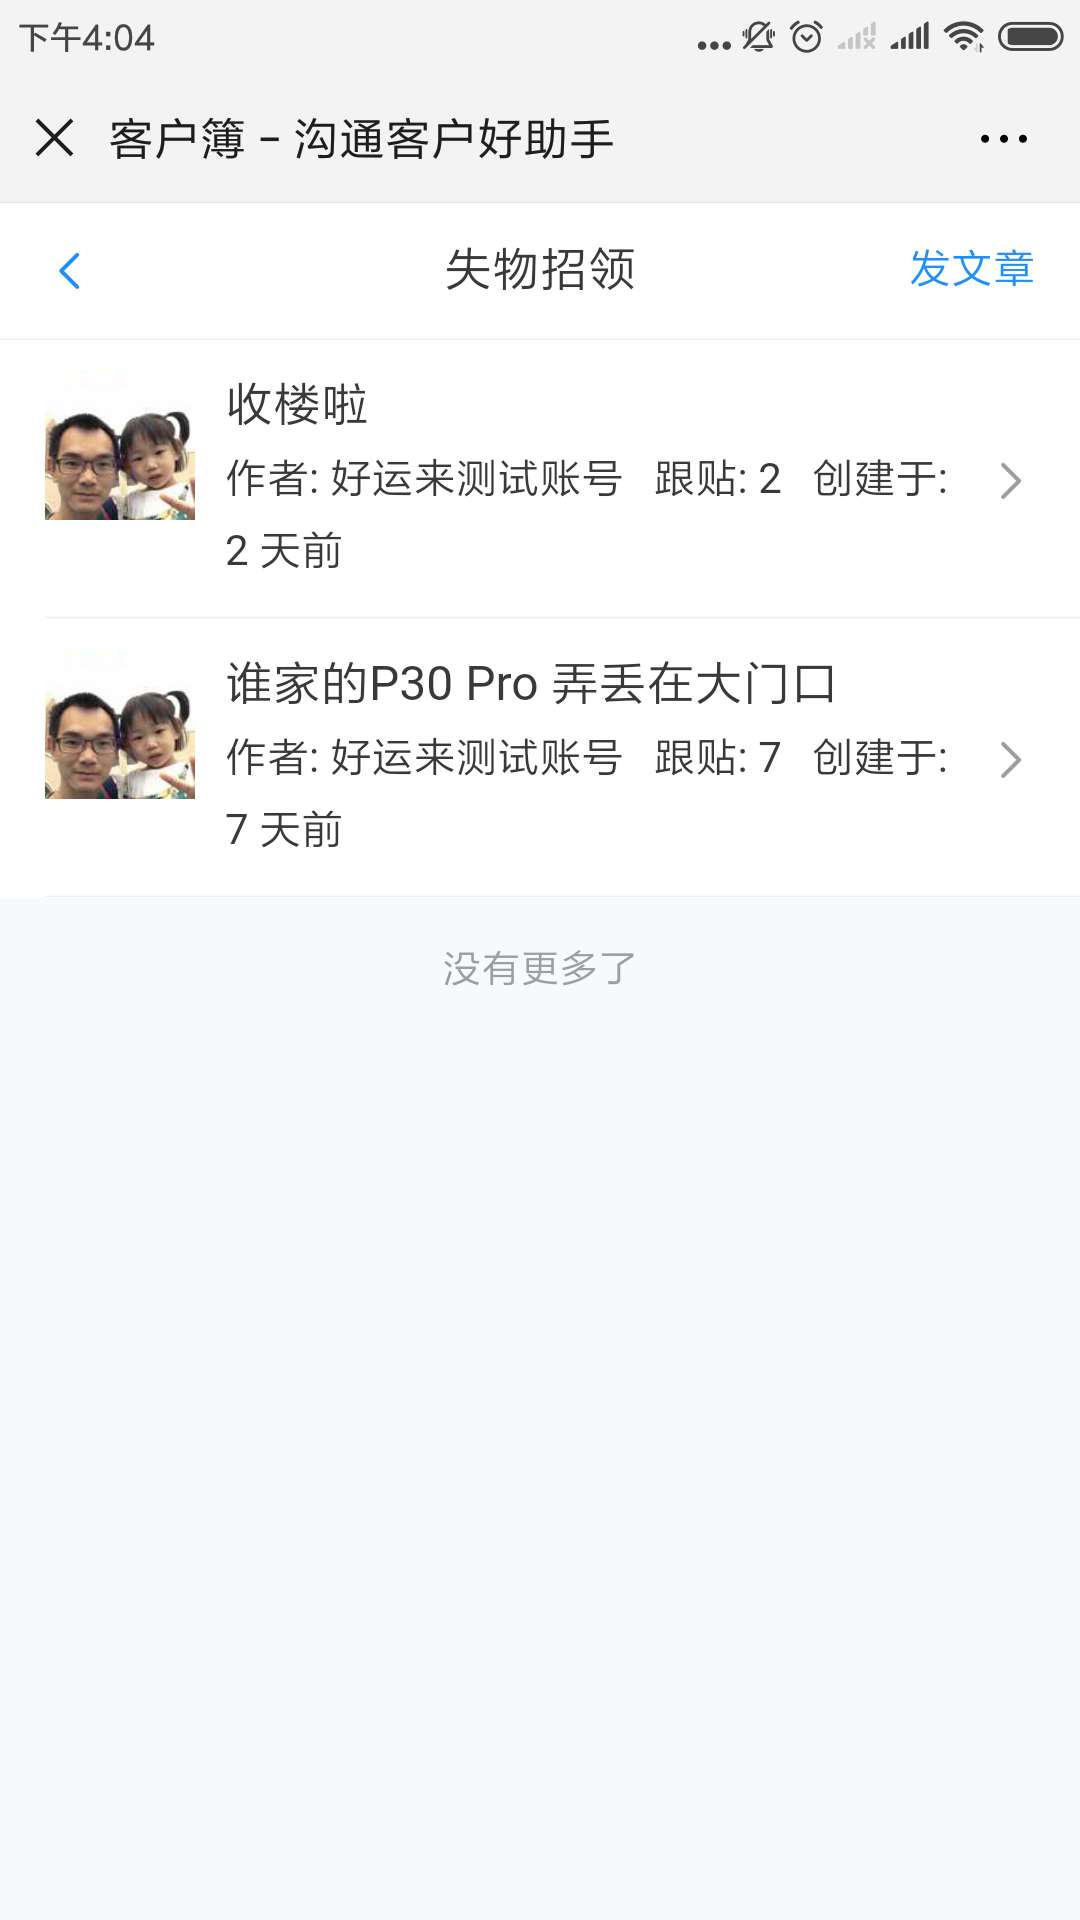 下午4:04
客户簿 - 沟通客户好助手
失物招领
发文章
收楼啦
作者: 好运来测试账号 跟贴: 2 创建于:
2 天前
谁家的P30 Pro 弄丢在大门口
作者: 好运来测试账号 跟贴: 7 创建于:
7 天前
没有更多了